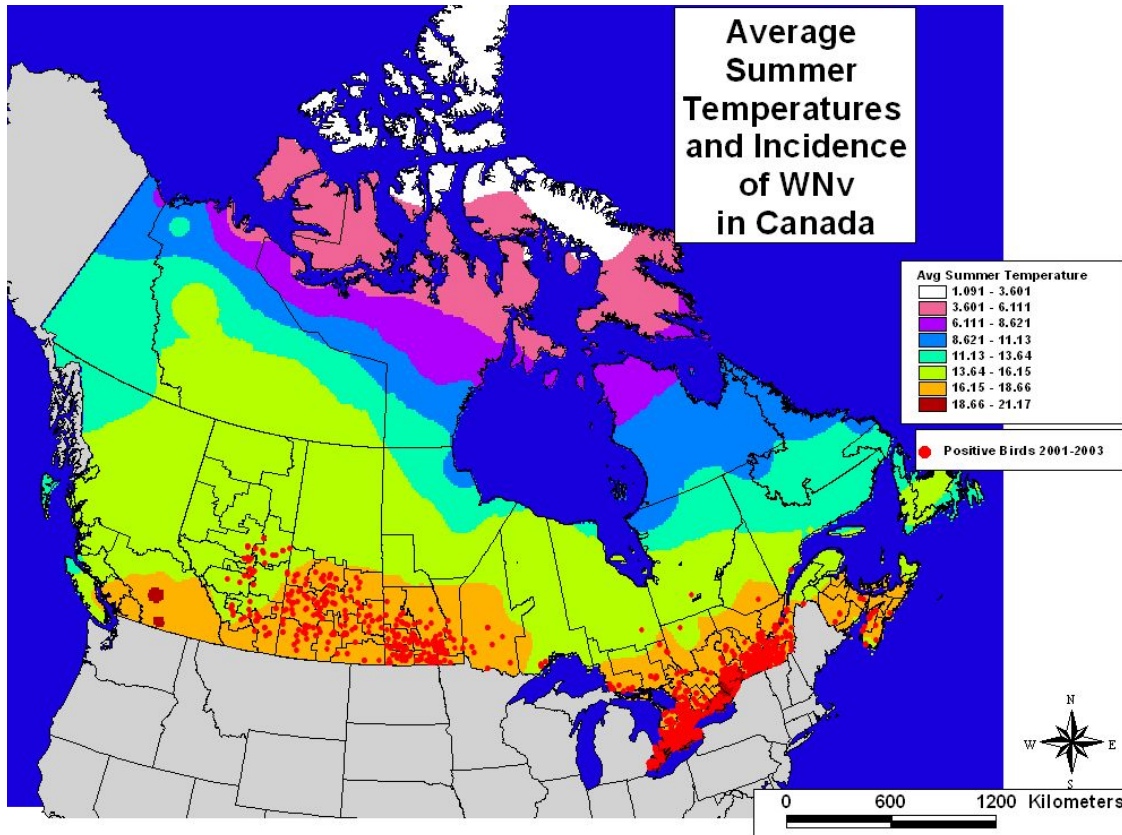 Average
Summer
Temperatures
and Incidence
of WNv
in Canada
Avg Summer Temperature
1.091 - 3.601
3.601 - 6.111
6.111 - 8.621
8.621 - 11.13
11.13 - 13.64
13.64 - 16.15
16.15 - 18.66
18.66 - 21.17
Positive Birds 2001-2003
N
W E
S
0 600 1200 Kilometers